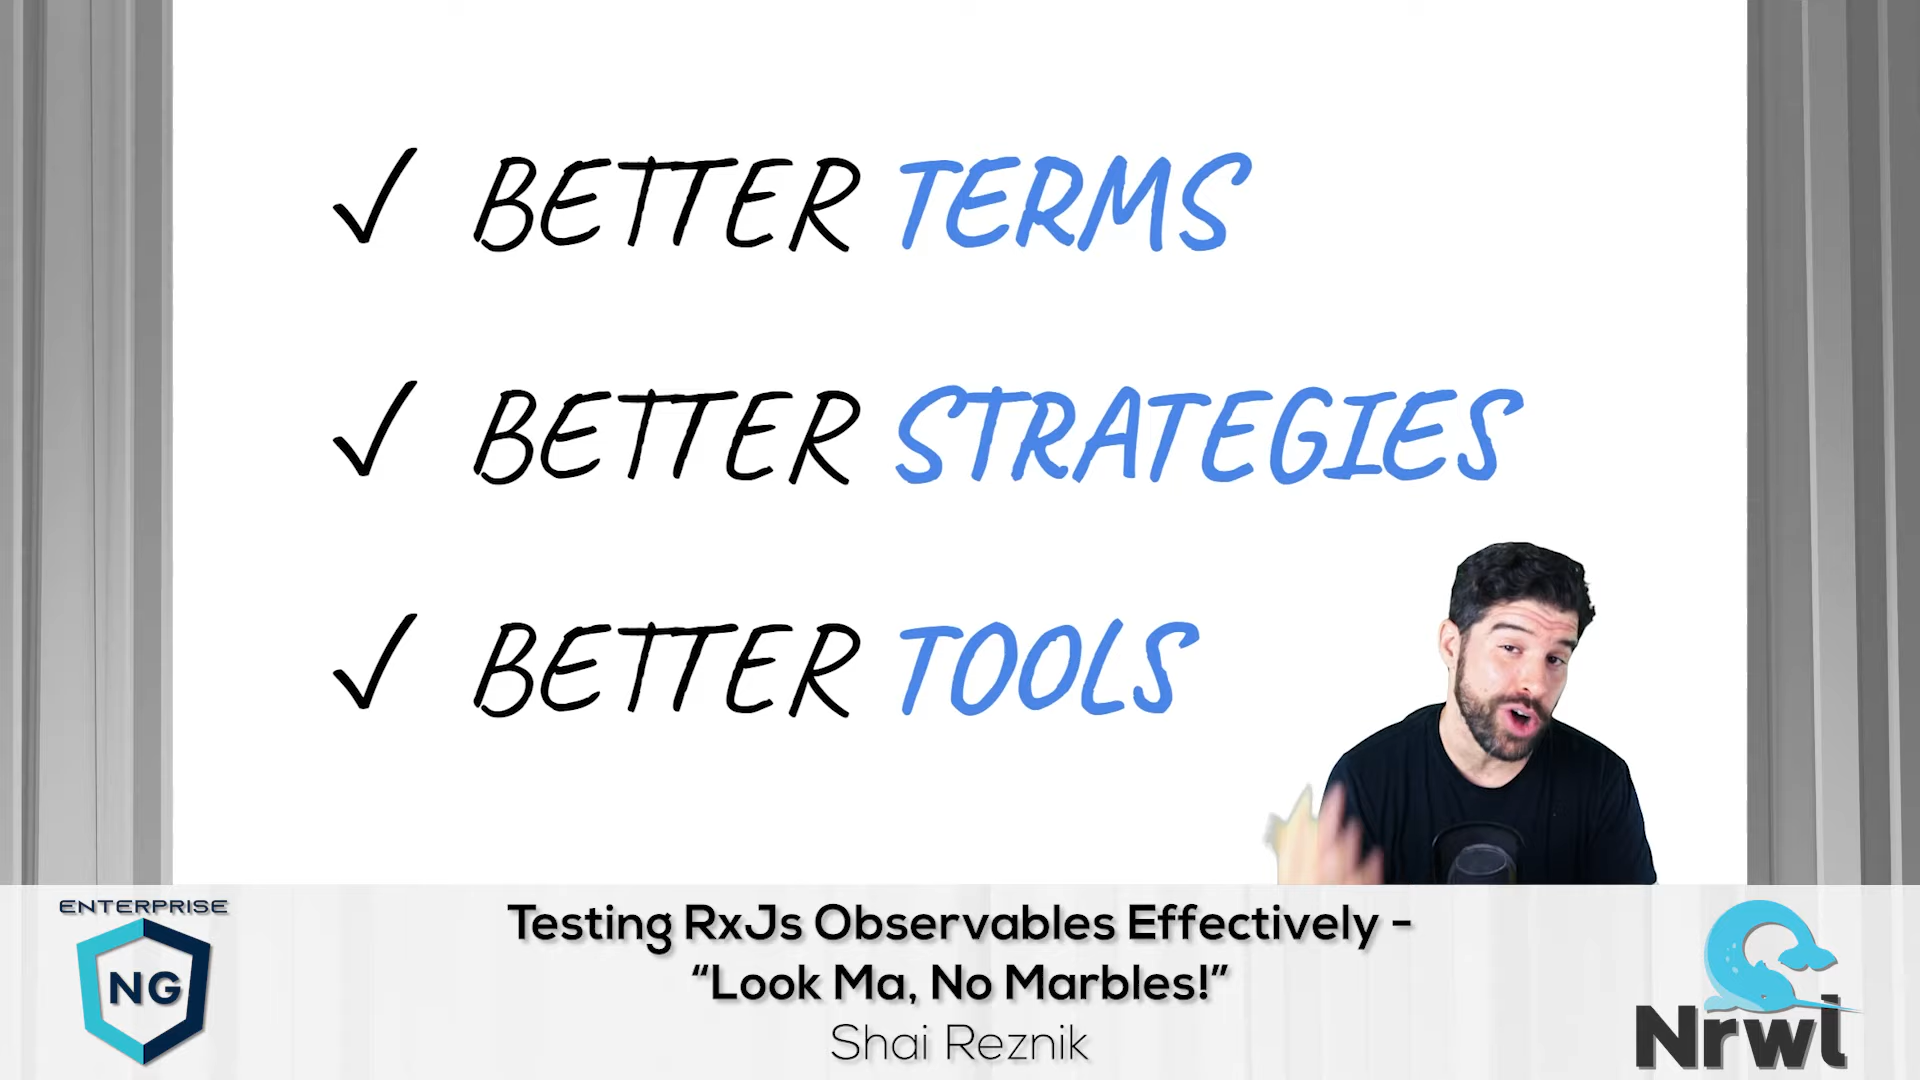 ✓ BETTER TERMS
✓ BETTER STRATEGIES
✓ BETTER TOOLS
ENTERPRISE
NG
Testing RxJs Observables Effectively -
“Look Ma, No Marbles!”
Shai Reznik
Nrwl